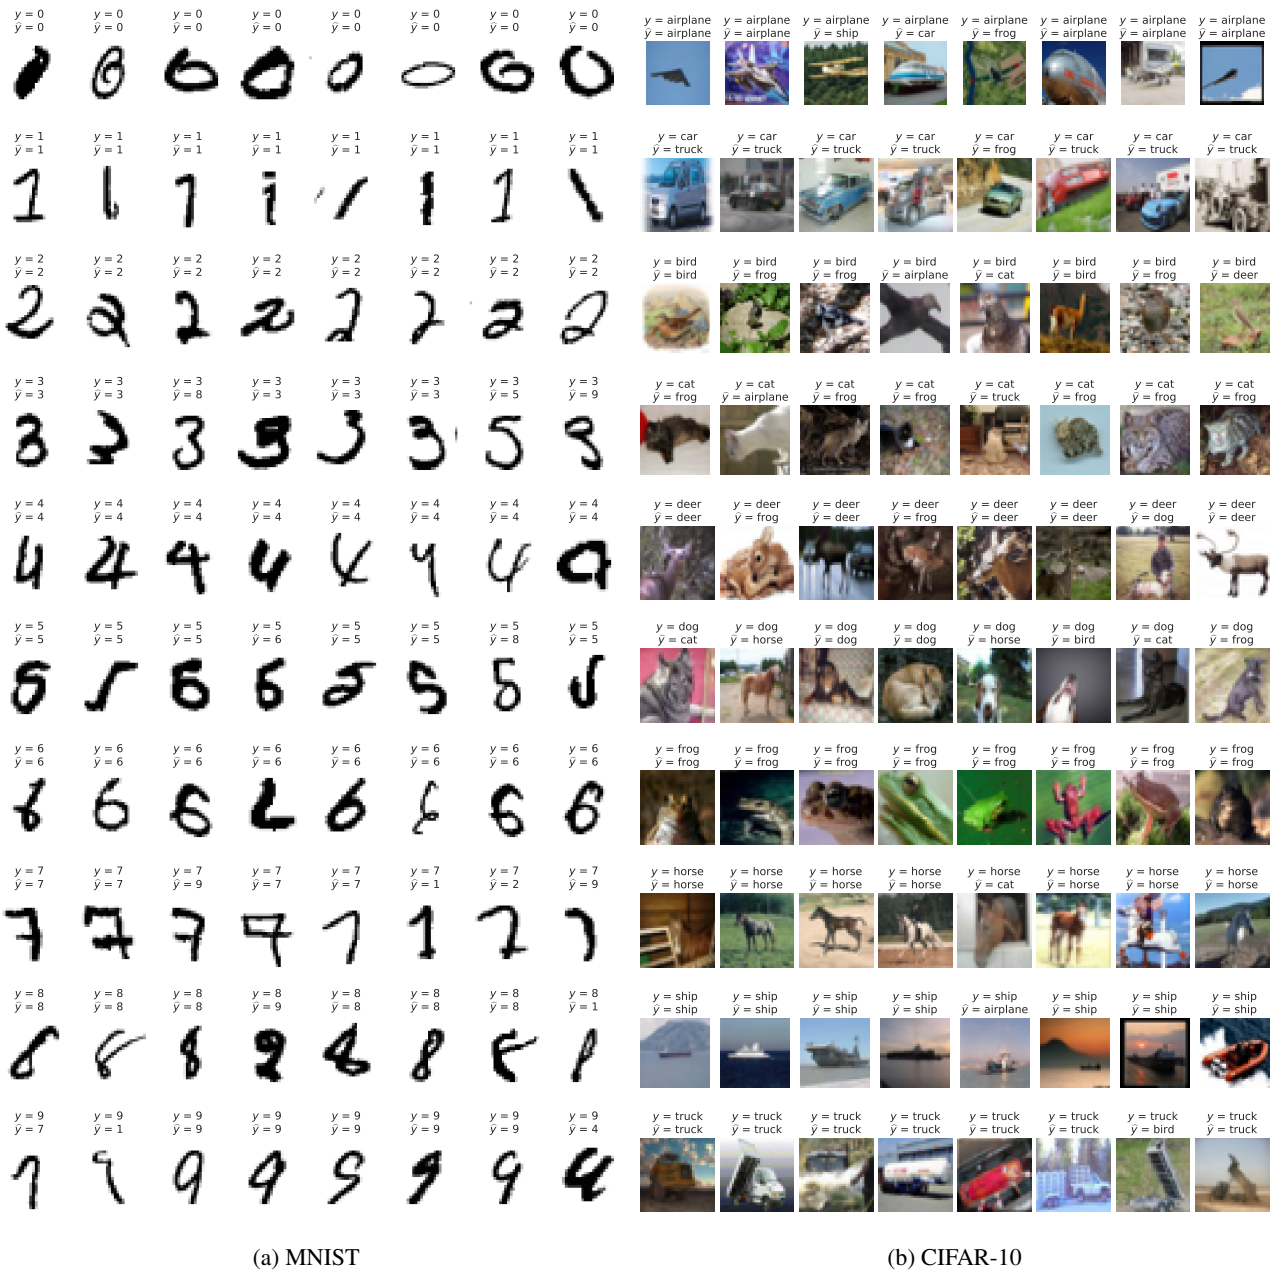 y = 0 y = 0 y = 0 y = 0 y = 0 y = 0 y = 0 y = 0
ŷ = 0 ŷ = 0 ŷ = 0 ŷ = 0 ŷ = 0 ŷ = 0 ŷ = 0 ŷ = 0
y = 1 y = 1 y = 1 y = 1 y = 1 y = 1 y = 1 y = 1
ŷ = 1 ŷ = 1 ŷ = 1 ŷ = 1 ŷ = 1 ŷ = 1 ŷ = 1 ŷ = 1
y = 2 y = 2 y = 2 y = 2 y = 2 y = 2 y = 2 y = 2
ŷ = 2 ŷ = 2 ŷ = 2 ŷ = 2 ŷ = 2 ŷ = 2 ŷ = 2 ŷ = 2
y = 3 y = 3 y = 3 y = 3 y = 3 y = 3 y = 3 y = 3
ŷ = 3 ŷ = 3 ŷ = 8 ŷ = 3 ŷ = 3 ŷ = 3 ŷ = 5 ŷ = 9
y = 4 y = 4 y = 4 y = 4 y = 4 y = 4 y = 4 y = 4
ŷ = 4 ŷ = 4 ŷ = 4 ŷ = 4 ŷ = 4 ŷ = 4 ŷ = 4 ŷ = 4
y = 5 y = 5 y = 5 y = 5 y = 5 y = 5 y = 5 y = 5
ŷ = 5 ŷ = 5 ŷ = 5 ŷ = 6 ŷ = 5 ŷ = 5 ŷ = 8 ŷ = 5
y = 6 y = 6 y = 6 y = 6 y = 6 y = 6 y = 6 y = 6
ŷ = 6 ŷ = 6 ŷ = 6 ŷ = 6 ŷ = 6 ŷ = 6 ŷ = 6 ŷ = 6
y = 7 y = 7 y = 7 y = 7 y = 7 y = 7 y = 7 y = 7
ŷ = 7 ŷ = 7 ŷ = 9 ŷ = 7 ŷ = 7 ŷ = 1 ŷ = 2 ŷ = 9
y = 8 y = 8 y = 8 y = 8 y = 8 y = 8 y = 8 y = 8
ŷ = 8 ŷ = 8 ŷ = 8 ŷ = 9 ŷ = 8 ŷ = 8 ŷ = 8 ŷ = 1
y = 9 y = 9 y = 9 y = 9 y = 9 y = 9 y = 9 y = 9
ŷ = 7 ŷ = 1 ŷ = 9 ŷ = 9 ŷ = 9 ŷ = 9 ŷ = 9 ŷ = 4
(a) MNIST
y = airplane y = airplane y = airplane y = airplane y = airplane y = airplane y = airplane y = airplane
ŷ = airplane ŷ = airplane ŷ = ship ŷ = car ŷ = frog ŷ = airplane ŷ = airplane ŷ = airplane
y = car y = car y = car y = car y = car y = car y = car y = car
ŷ = truck ŷ = truck ŷ = truck ŷ = truck ŷ = frog ŷ = truck ŷ = truck ŷ = truck
y = bird y = bird y = bird y = bird y = bird y = bird y = bird y = bird
ŷ = bird ŷ = frog ŷ = frog ŷ = airplane ŷ = cat ŷ = bird ŷ = frog ŷ = deer
y = cat y = cat y = cat y = cat y = cat y = cat y = cat y = cat
ŷ = frog ŷ = airplane ŷ = frog ŷ = frog ŷ = truck ŷ = frog ŷ = frog ŷ = frog
y = deer y = deer y = deer y = deer y = deer y = deer y = deer y = deer
ŷ = deer ŷ = frog ŷ = deer ŷ = frog ŷ = deer ŷ = deer ŷ = dog ŷ = deer
y = dog y = dog y = dog y = dog y = dog y = dog y = dog y = dog
ŷ = cat ŷ = horse ŷ = dog ŷ = dog ŷ = horse ŷ = bird ŷ = cat ŷ = frog
y = frog y = frog y = frog y = frog y = frog y = frog y = frog y = frog
ŷ = frog ŷ = frog ŷ = frog ŷ = frog ŷ = frog ŷ = frog ŷ = frog ŷ = frog
y = horse y = horse y = horse y = horse y = horse y = horse y = horse y = horse
ŷ = horse ŷ = horse ŷ = horse ŷ = horse ŷ = cat ŷ = horse ŷ = horse ŷ = horse
y = ship y = ship y = ship y = ship y = ship y = ship y = ship y = ship
ŷ = ship ŷ = ship ŷ = ship ŷ = ship ŷ = airplane ŷ = ship ŷ = ship ŷ = ship
y = truck y = truck y = truck y = truck y = truck y = truck y = truck y = truck
ŷ = truck ŷ = truck ŷ = truck ŷ = truck ŷ = truck ŷ = truck ŷ = bird ŷ = truck
(b) CIFAR-10